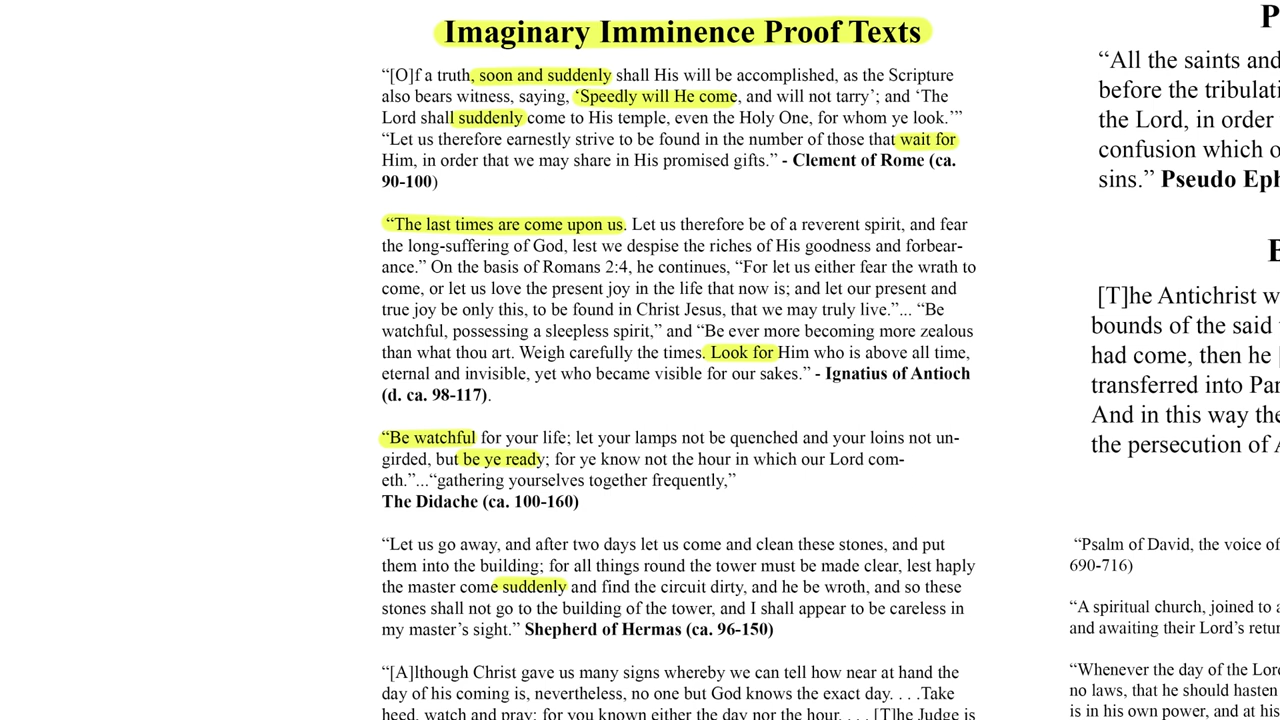 Imaginary Imminence Proof Texts
“[O]f a truth, soon and suddenly shall His will be accomplished, as the Scripture
also bears witness, saying, ‘Speedly will He come, and will not tarry’; and ‘The
Lord shall suddenly come to His temple, even the Holy One, for whom ye look.’”
“Let us therefore earnestly strive to be found in the number of those that wait for
Him, in order that we may share in His promised gifts.” - Clement of Rome (ca.
90-100)
“The last times are come upon us. Let us therefore be of a reverent spirit, and fear
the long-suffering of God, lest we despise the riches of His goodness and forbear-
ance.” On the basis of Romans 2:4, he continues, “For let us either fear the wrath to
come, or let us love the present joy in the life that now is; and let our present and
true joy be only this, to be found in Christ Jesus, that we may truly live.”... “Be
watchful, possessing a sleepless spirit,” and “Be ever more becoming more zealous
than what thou art. Weigh carefully the times. Look for Him who is above all time,
eternal and invisible, yet who became visible for our sakes.” - Ignatius of Antioch
(d. ca. 98-117).
“Be watchful for your life; let your lamps not be quenched and your loins not un-
girded, but be ye ready; for ye know not the hour in which our Lord com-
eth.”...“gathering yourselves together frequently,”
The Didache (ca. 100-160)
“Let us go away, and after two days let us come and clean these stones, and put
them into the building; for all things round the tower must be made clear, lest haply
the master come suddenly and find the circuit dirty, and he be wroth, and so these
stones shall not go to the building of the tower, and I shall appear to be careless in
my master’s sight.” Shepherd of Hermas (ca. 96-150)
“[A]lthough Christ gave us many signs whereby we can tell how near at hand the
day of his coming is, nevertheless, no one but God knows the exact day. . . .Take
heed, watch and pray; for you known either the day nor the hour. . . . [T]he Judge is
P
“All the saints and
before the tribulati
the Lord, in order
confusion which o
sins.” Pseudo Eph
E
[T]he Antichrist w
bounds of the said
had come, then he [
transferred into Par
And in this way the
the persecution of A
“Psalm of David, the voice of
690-716)
“A spiritual church, joined to a
and awaiting their Lord’s retur
“Whenever the day of the Lor
no laws, that he should hasten
is in his own power, and at his